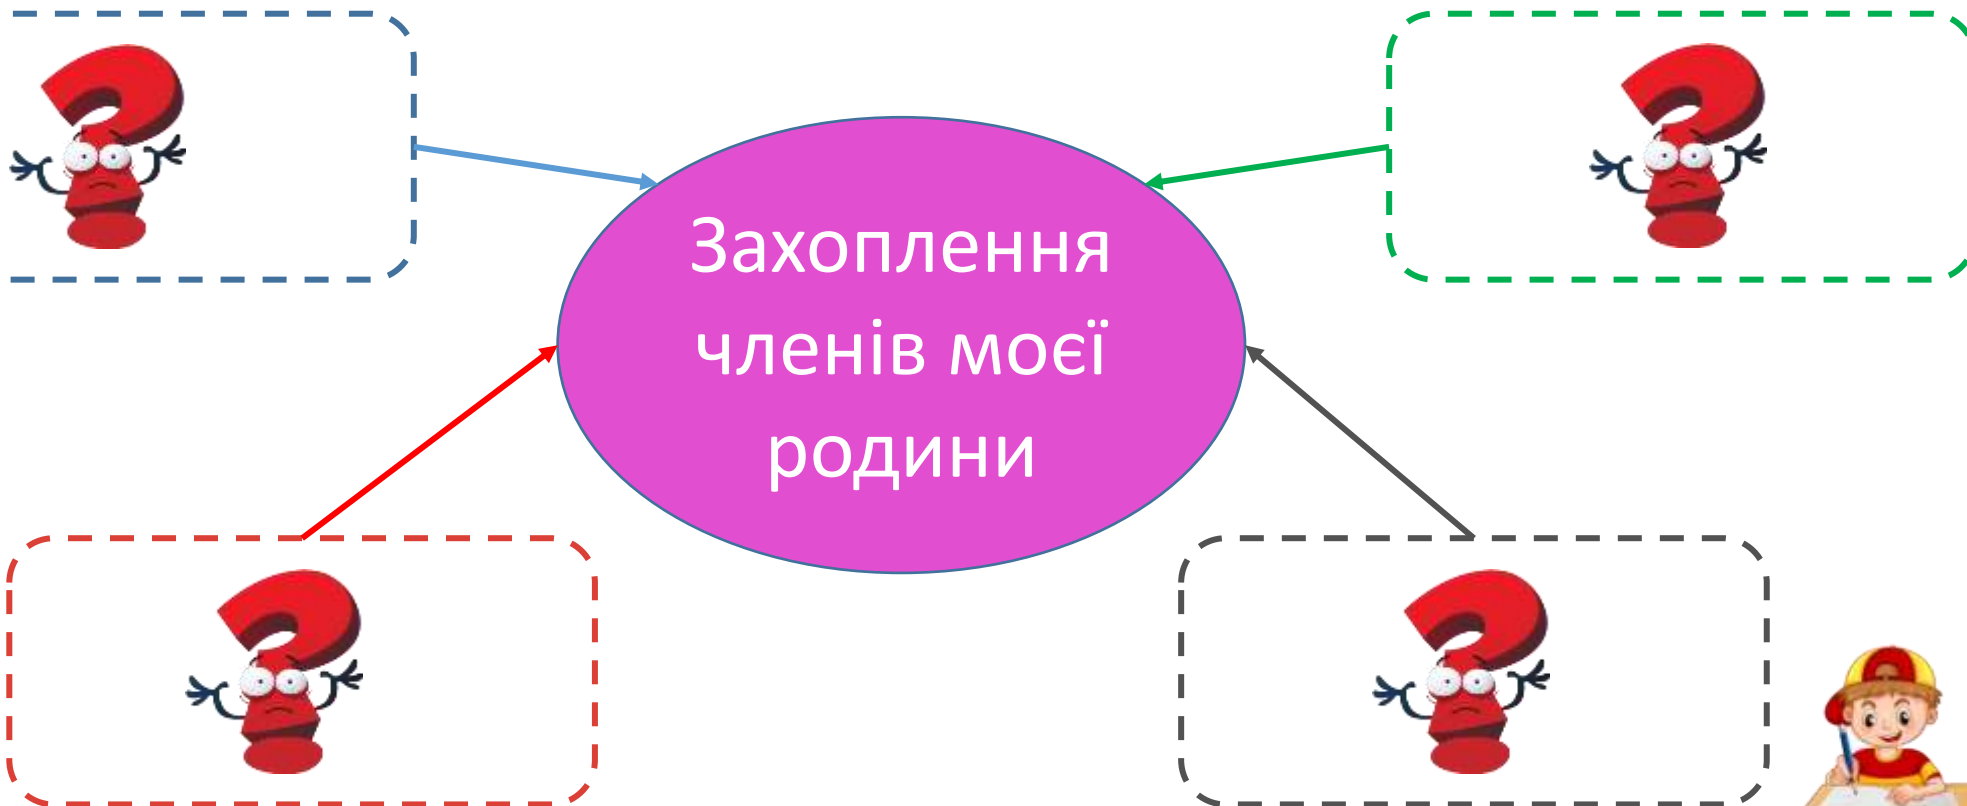 Захоплення
членів моєї
родини